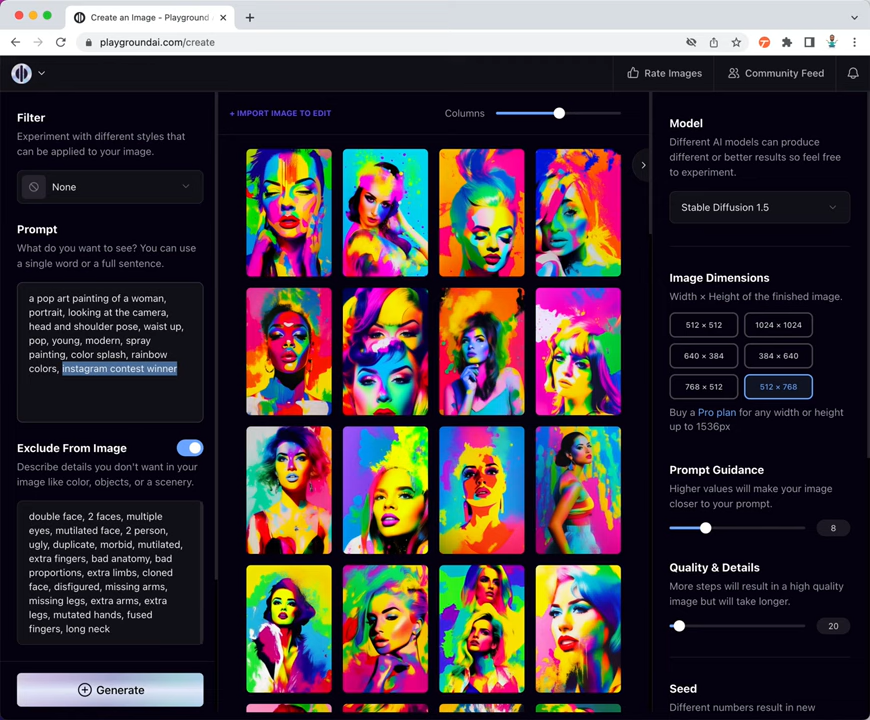 Create an Image - Playground
playgroundai.com/create
Rate Images
Community Feed
Filter
Experiment with different styles that
can be applied to your image.
None
Prompt
What do you want to see? You can use
a single word or a full sentence.
a pop art painting of a woman,
portrait, looking at the camera,
head and shoulder pose, waist up,
pop, young, modern, spray
painting, color splash, rainbow
colors, instagram contest winner
Exclude From Image
Describe details you don't want in your
image like color, objects, or a scenery.
double face, 2 faces, multiple
eyes, mutilated face, 2 person,
ugly, duplicate, morbid, mutilated,
extra fingers, bad anatomy, bad
proportions, extra limbs, cloned
face, disfigured, missing arms,
missing legs, extra arms, extra
legs, mutated hands, fused
fingers, long neck
Generate
+ IMPORT IMAGE TO EDIT
Columns
Model
Different AI models can produce
different or better results so feel free
to experiment.
Stable Diffusion 1.5
Image Dimensions
Width × Height of the finished image.
512 × 512
1024 × 1024
640 × 384
384 × 640
768 × 512
512 × 768
Buy a Pro plan for any width or height
up to 1536px
Prompt Guidance
Higher values will make your image
closer to your prompt.
8
Quality & Details
More steps will result in a high quality
image but will take longer.
20
Seed
Different numbers result in new